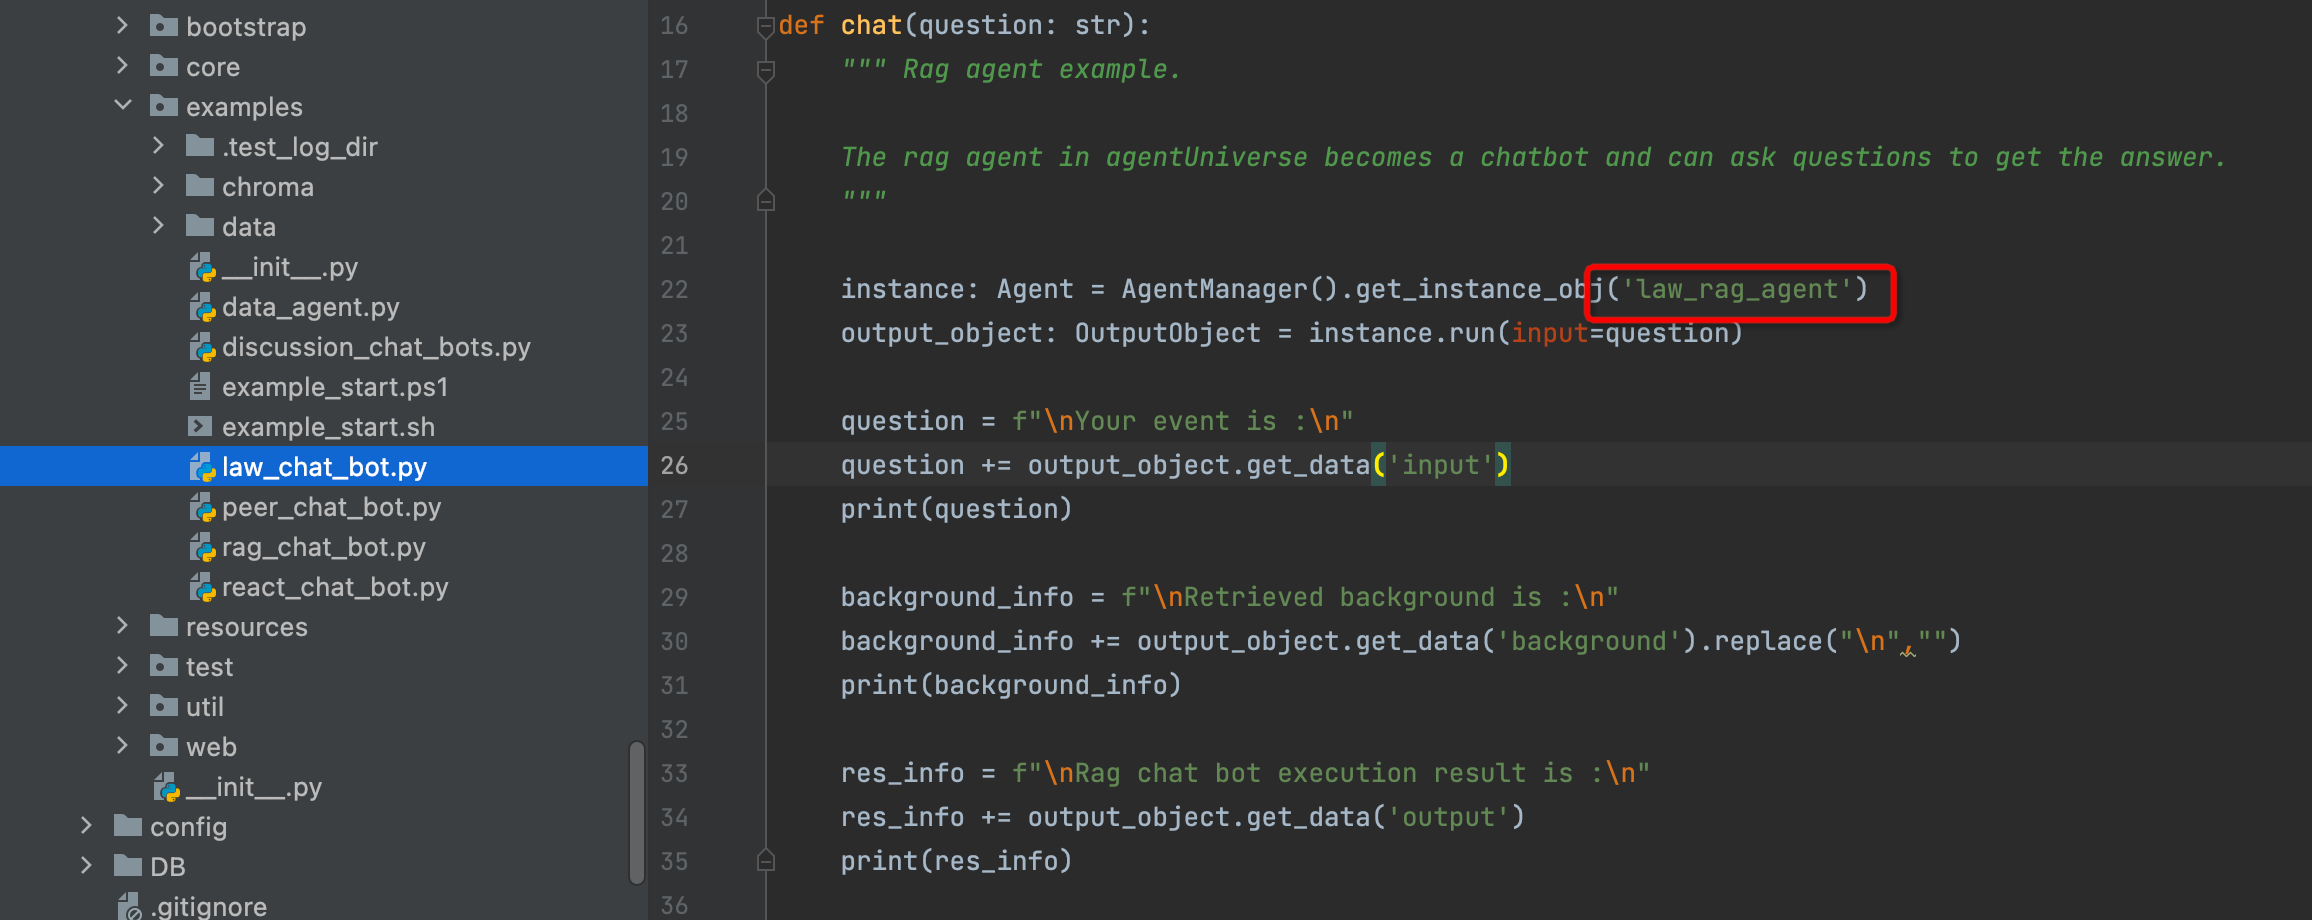 bootstrap
core
examples
.test_log_dir
chroma
data
__init__.py
data_agent.py
discussion_chat_bots.py
example_start.ps1
example_start.sh
law_chat_bot.py
peer_chat_bot.py
rag_chat_bot.py
react_chat_bot.py
resources
test
util
web
__init__.py
config
DB
.gitignore
16 def chat(question: str):
17     """ Rag agent example.
18
19     The rag agent in agentUniverse becomes a chatbot and can ask questions to get the answer.
20     """
21
22     instance: Agent = AgentManager().get_instance_obj('law_rag_agent')
23     output_object: OutputObject = instance.run(input=question)
24
25     question = f"\nYour event is :\n"
26     question += output_object.get_data('input')
27     print(question)
28
29     background_info = f"\nRetrieved background is :\n"
30     background_info += output_object.get_data('background').replace("\n","")
31     print(background_info)
32
33     res_info = f"\nRag chat bot execution result is :\n"
34     res_info += output_object.get_data('output')
35     print(res_info)
36